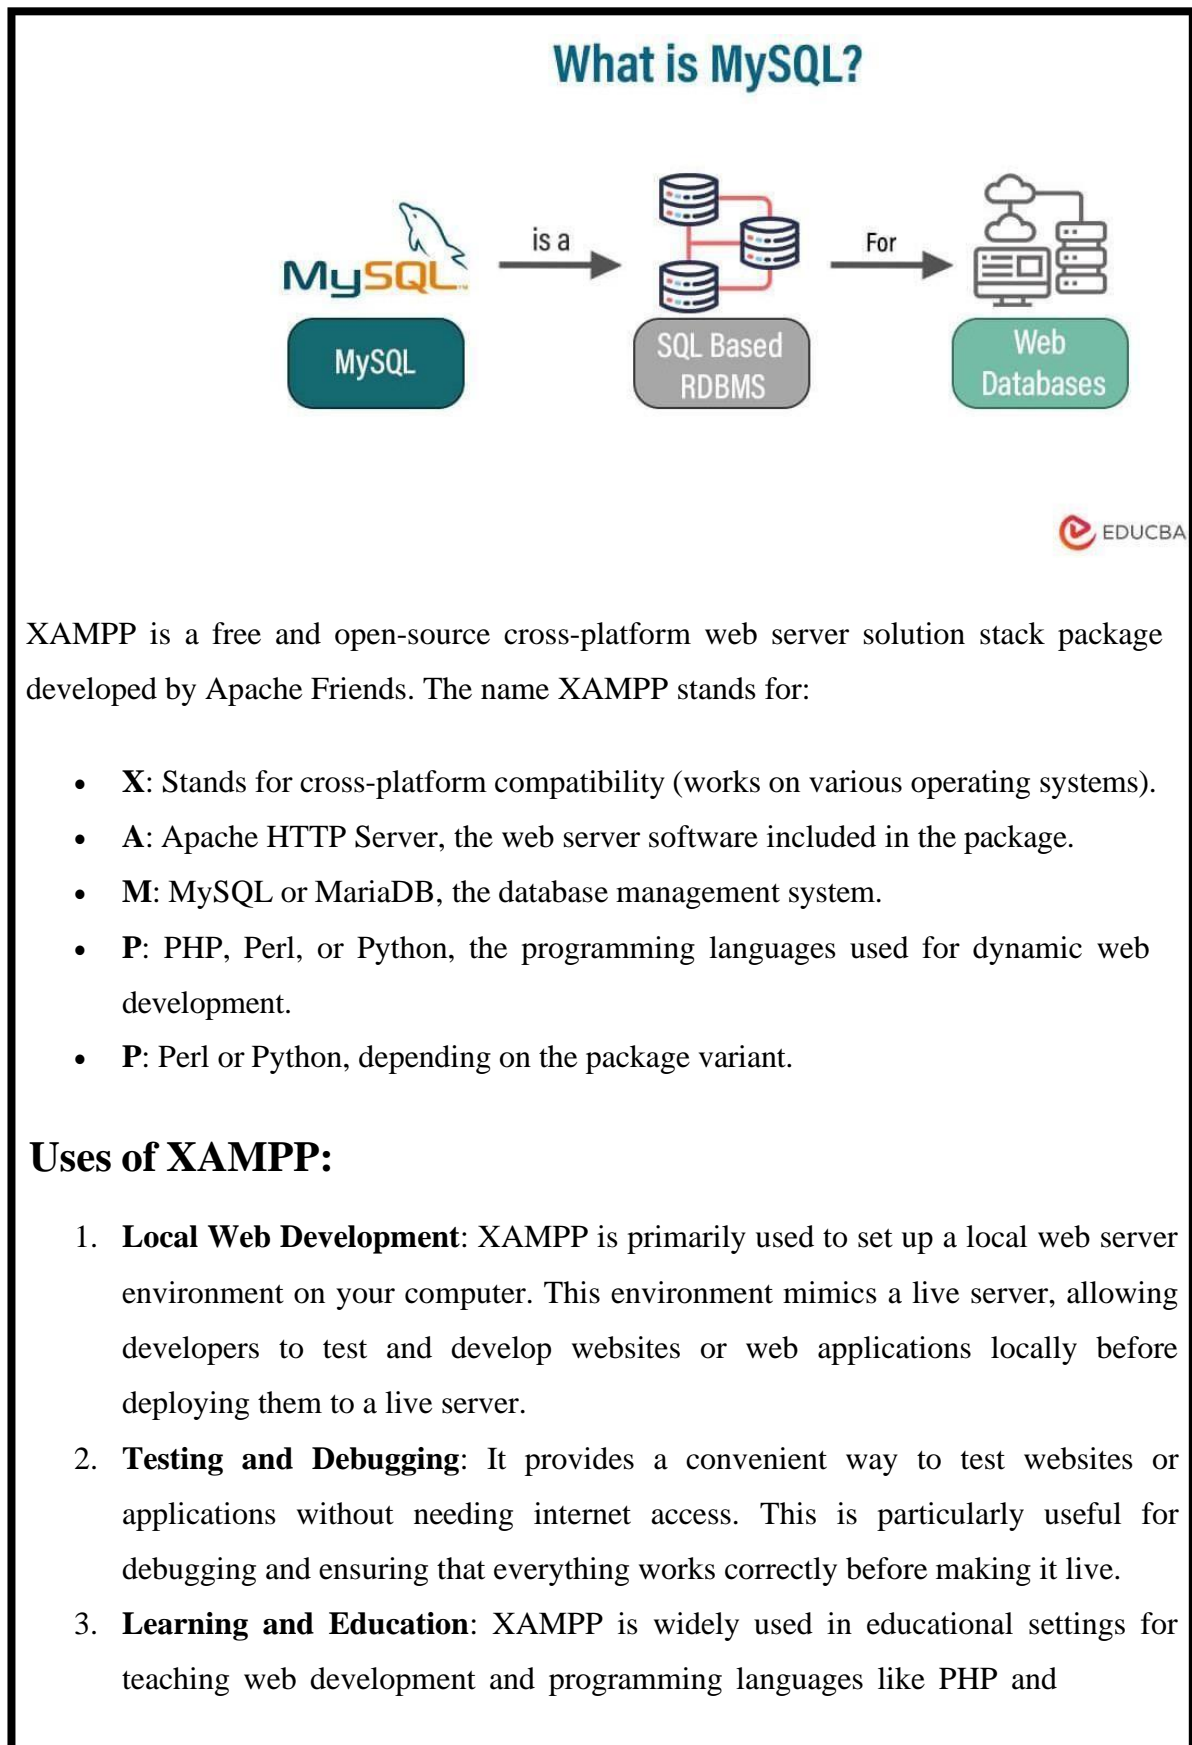 What is MySQL?
is a
For
MySQL
MySQL
SQL Based
RDBMS
Web
Databases
EDUCBA
XAMPP is a free and open-source cross-platform web server solution stack package
developed by Apache Friends. The name XAMPP stands for:
• X: Stands for cross-platform compatibility (works on various operating systems).
• A: Apache HTTP Server, the web server software included in the package.
• M: MySQL or MariaDB, the database management system.
• P: PHP, Perl, or Python, the programming languages used for dynamic web
development.
• P: Perl or Python, depending on the package variant.
Uses of XAMPP:
1. Local Web Development: XAMPP is primarily used to set up a local web server
environment on your computer. This environment mimics a live server, allowing
developers to test and develop websites or web applications locally before
deploying them to a live server.
2. Testing and Debugging: It provides a convenient way to test websites or
applications without needing internet access. This is particularly useful for
debugging and ensuring that everything works correctly before making it live.
3. Learning and Education: XAMPP is widely used in educational settings for
teaching web development and programming languages like PHP and